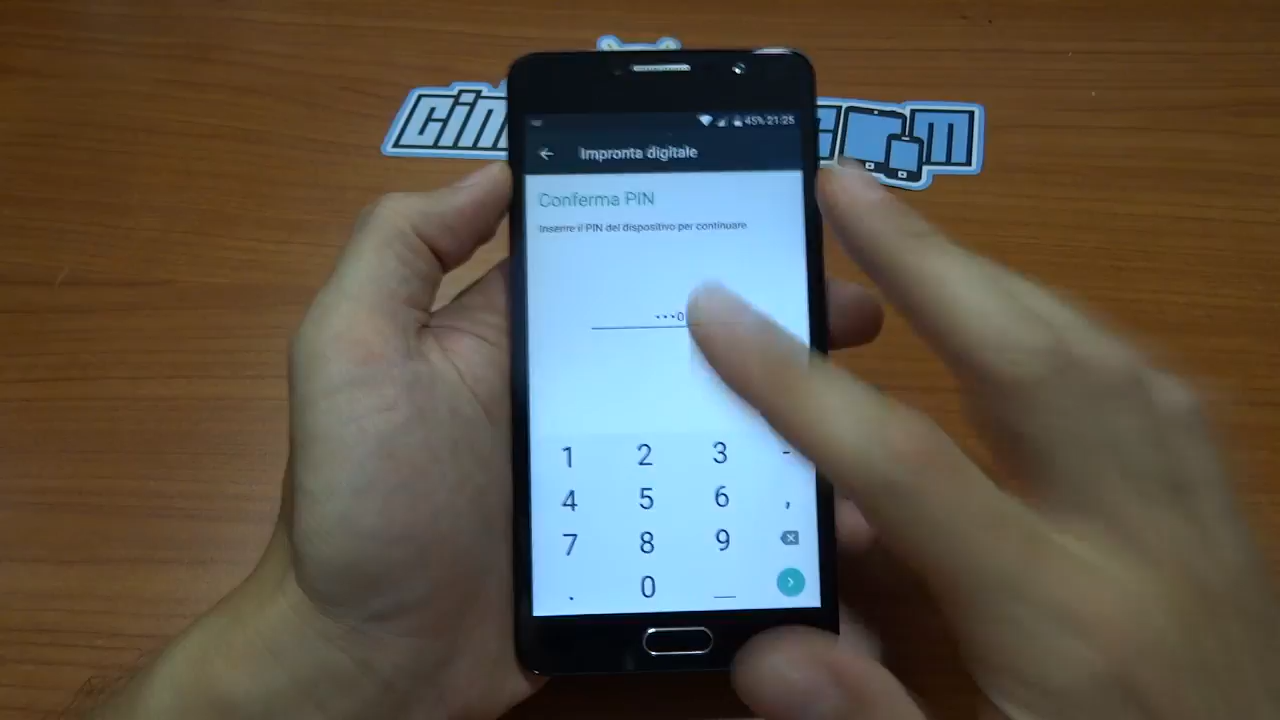 45% 21:25
Impronta digitale
Conferma PIN
Inserire il PIN del dispositivo per continuare.
•••0
1 2 3 -
4 5 6 ,
7 8 9
. 0 _